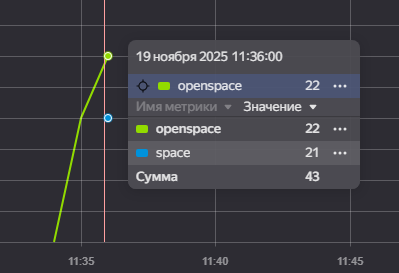 19 ноября 2025 11:36:00
openspace 22 •••
Имя метрики ▼ Значение ▼
openspace 22 •••
space 21 •••
Сумма 43
11:35 11:40 11:45